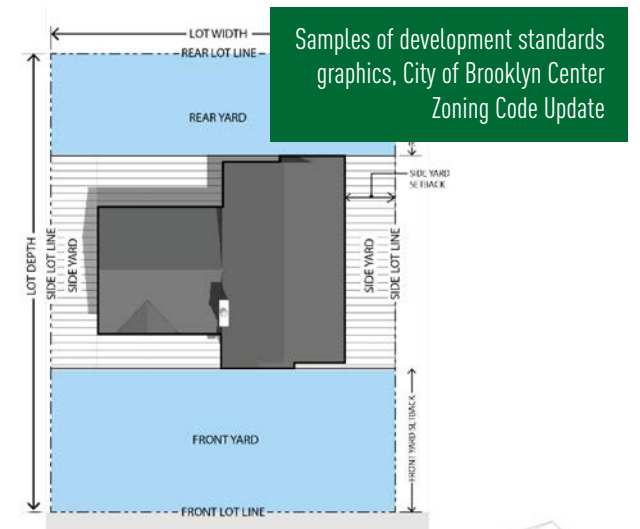 Samples of development standards
graphics, City of Brooklyn Center
Zoning Code Update
LOT WIDTH
REAR LOT LINE
REAR YARD
SIDE YARD
SETBACK
LOT DEPTH
SIDE LOT LINE
SIDE YARD
SIDE YARD
SIDE LOT LINE
FRONT YARD SETBACK
FRONT YARD
FRONT LOT LINE